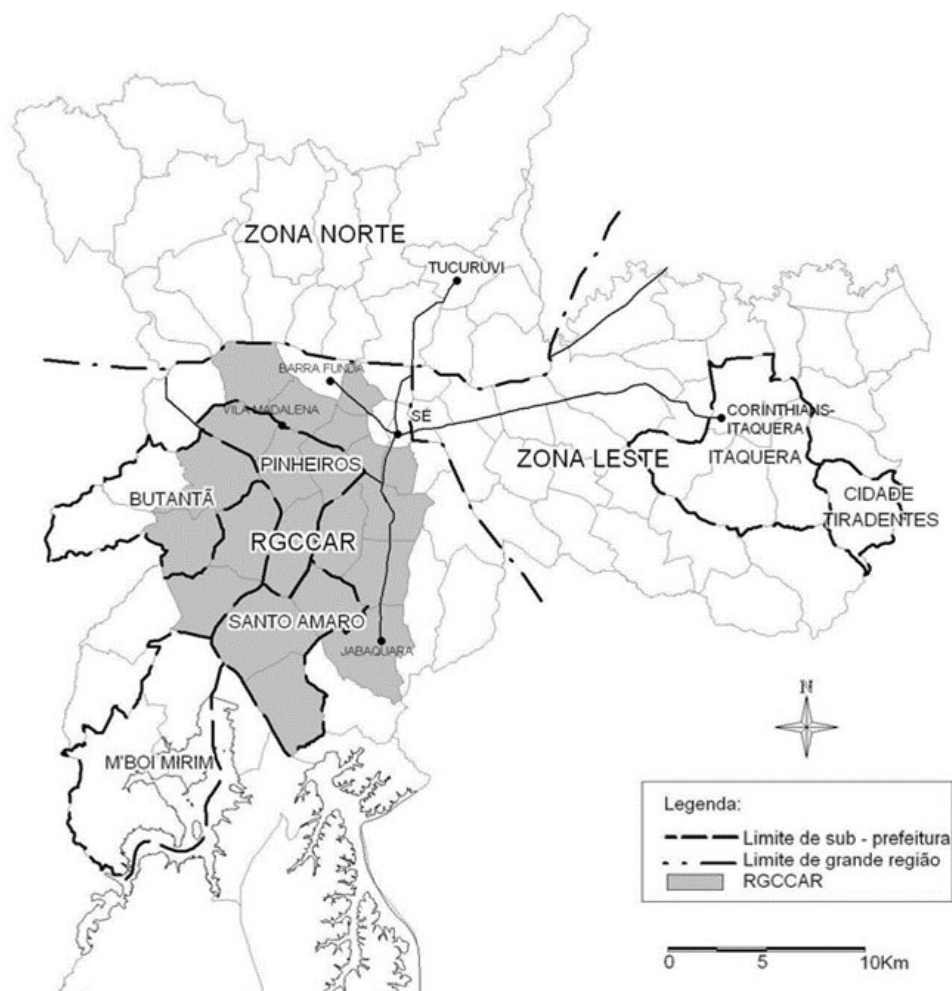 ZONA NORTE
TUCURUVI
BARRA FUNDA
VILA MADALENA
SÉ
CORÍNTHIANS-
ITAQUERA
PINHEIROS
ZONA LESTE
ITAQUERA
BUTANTÃ
CIDADE
TIRADENTES
RGCCAR
SANTO AMARO
JABAQUARA
N
M'BOI MIRIM
Legenda:
Limite de sub - prefeitura
Limite de grande região
RGCCAR
0 5 10Km